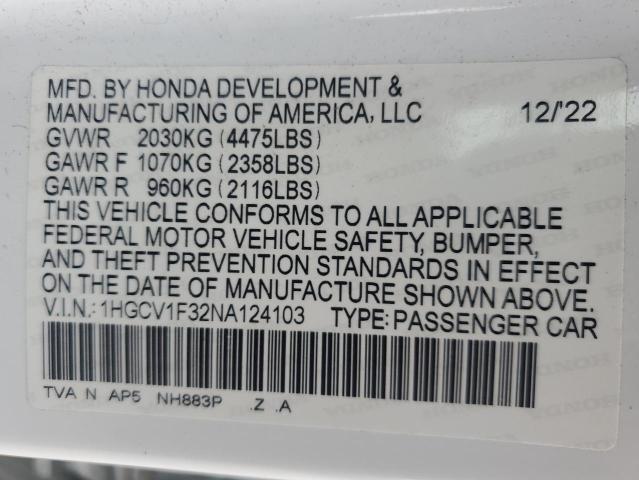 MFD. BY HONDA DEVELOPMENT &
MANUFACTURING OF AMERICA, LLC 12/'22
GVWR 2030KG (4475LBS)
GAWR F 1070KG (2358LBS)
GAWR R 960KG (2116LBS)
THIS VEHICLE CONFORMS TO ALL APPLICABLE
FEDERAL MOTOR VEHICLE SAFETY, BUMPER,
AND THEFT PREVENTION STANDARDS IN EFFECT
ON THE DATE OF MANUFACTURE SHOWN ABOVE.
V.I.N.: 1HGCV1F32NA124103 TYPE: PASSENGER CAR
TVA N AP5 NH883P .Z .A